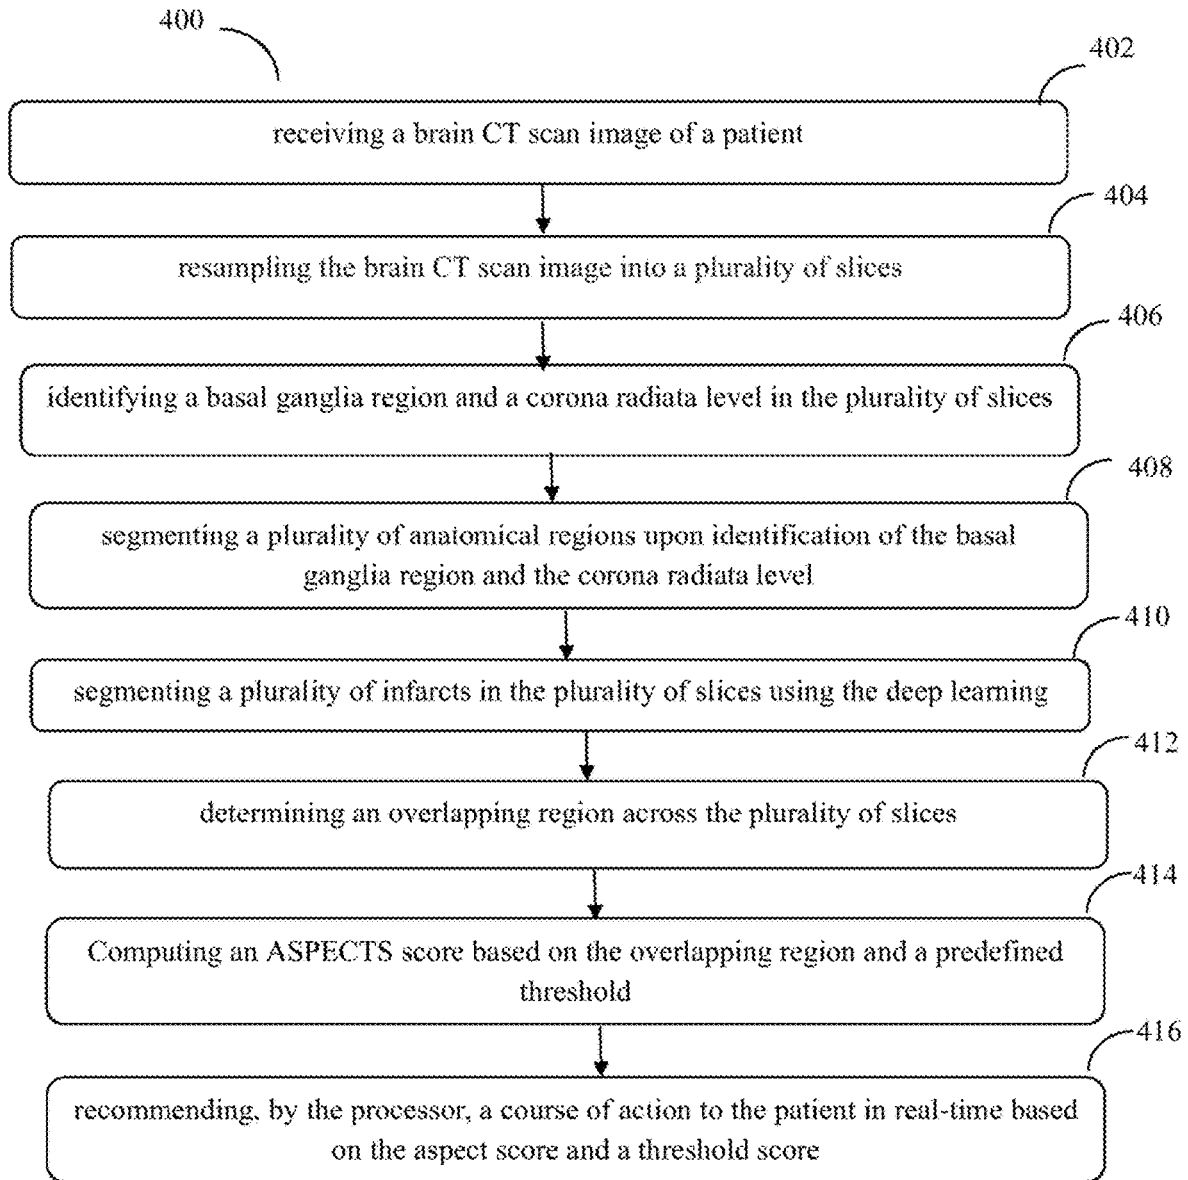 400
402
receiving a brain CT scan image of a patient
404
resampling the brain CT scan image into a plurality of slices
406
identifying a basal ganglia region and a corona radiata level in the plurality of slices
408
segmenting a plurality of anatomical regions upon identification of the basal
ganglia region and the corona radiata level
410
segmenting a plurality of infarcts in the plurality of slices using the deep learning
412
determining an overlapping region across the plurality of slices
414
Computing an ASPECTS score based on the overlapping region and a predefined
threshold
416
recommending, by the processor, a course of action to the patient in real-time based
on the aspect score and a threshold score